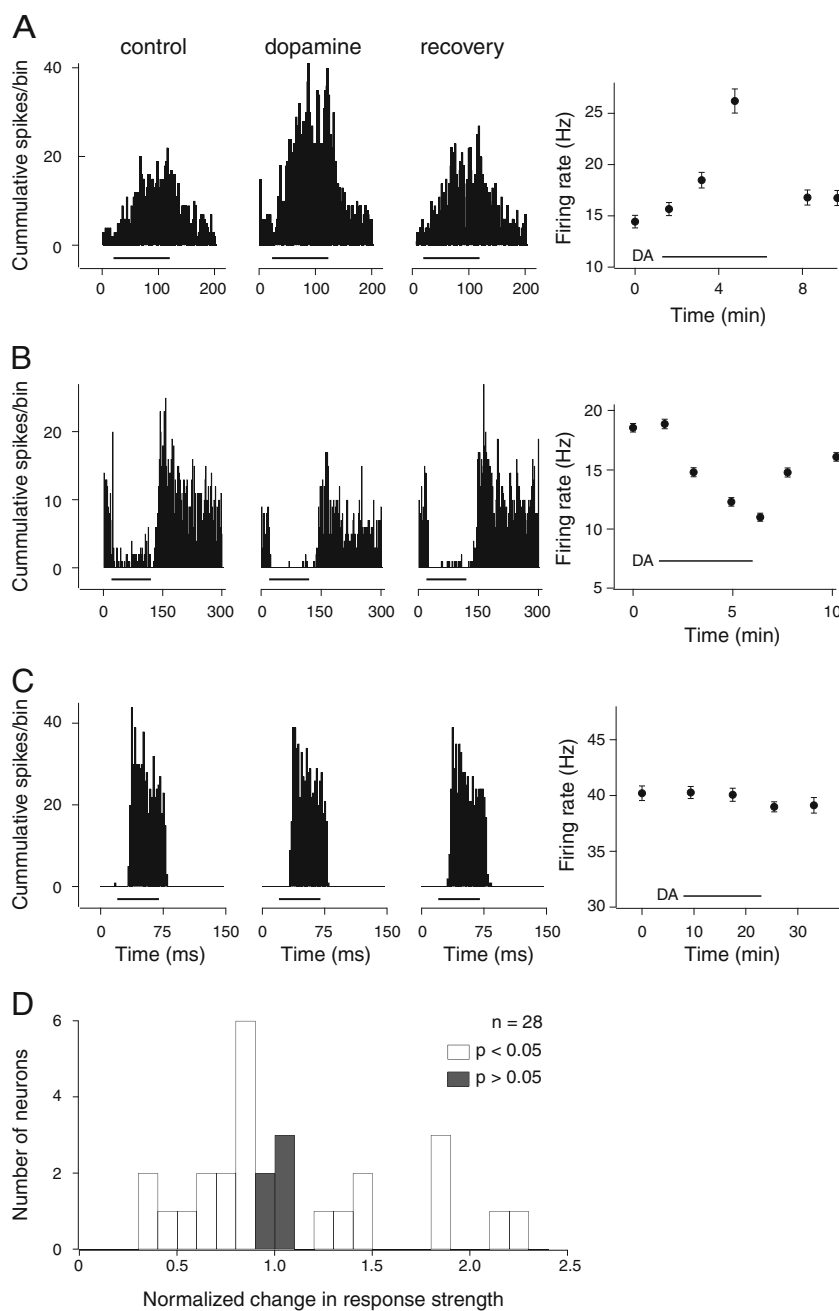 A
control
dopamine
recovery
Cummulative spikes/bin
40
20
0
0 100 200
0 100 200
0 100 200
Firing rate (Hz)
25
20
15
10
DA
0 4 8
Time (min)
B
Cummulative spikes/bin
20
10
0
0 150 300
0 150 300
0 150 300
Firing rate (Hz)
20
15
10
5
DA
0 5 10
Time (min)
C
Cummulative spikes/bin
40
20
0
0 75 150
0 75 150
0 75 150
Time (ms)
Time (ms)
Time (ms)
Firing rate (Hz)
45
40
35
30
DA
0 10 20 30
Time (min)
D
Number of neurons
6
4
2
0
n = 28
p < 0.05
p > 0.05
0 0.5 1.0 1.5 2.0 2.5
Normalized change in response strength